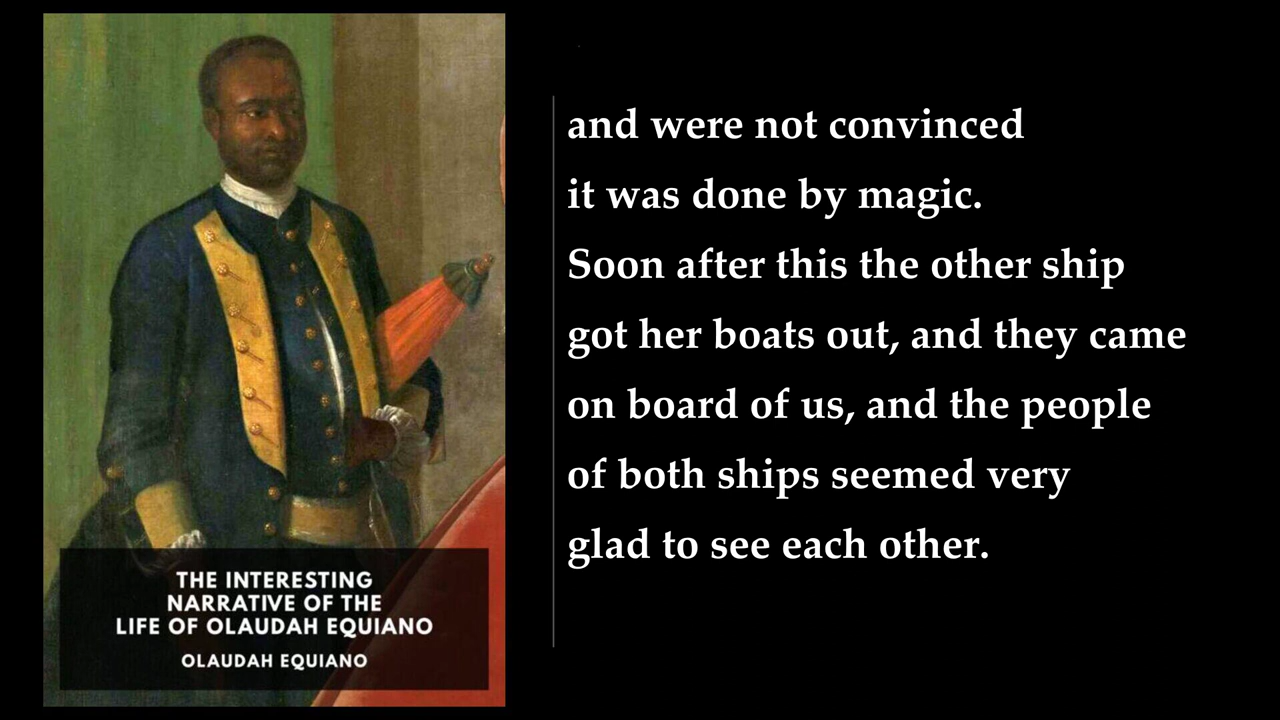 THE INTERESTING
NARRATIVE OF THE
LIFE OF OLAUDAH EQUIANO
OLAUDAH EQUIANO
and were not convinced
it was done by magic.
Soon after this the other ship
got her boats out, and they came
on board of us, and the people
of both ships seemed very
glad to see each other.